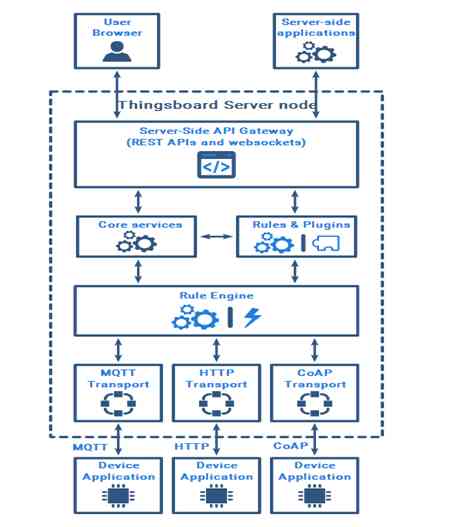 User
Browser
Server-side
applications
Thingsboard Server node
Server-Side API Gateway
(REST APIs and websockets)
</>
Core services
Rules & Plugins
Rule Engine
MQTT
Transport
HTTP
Transport
CoAP
Transport
MQTT
HTTP
CoAP
Device
Application
Device
Application
Device
Application